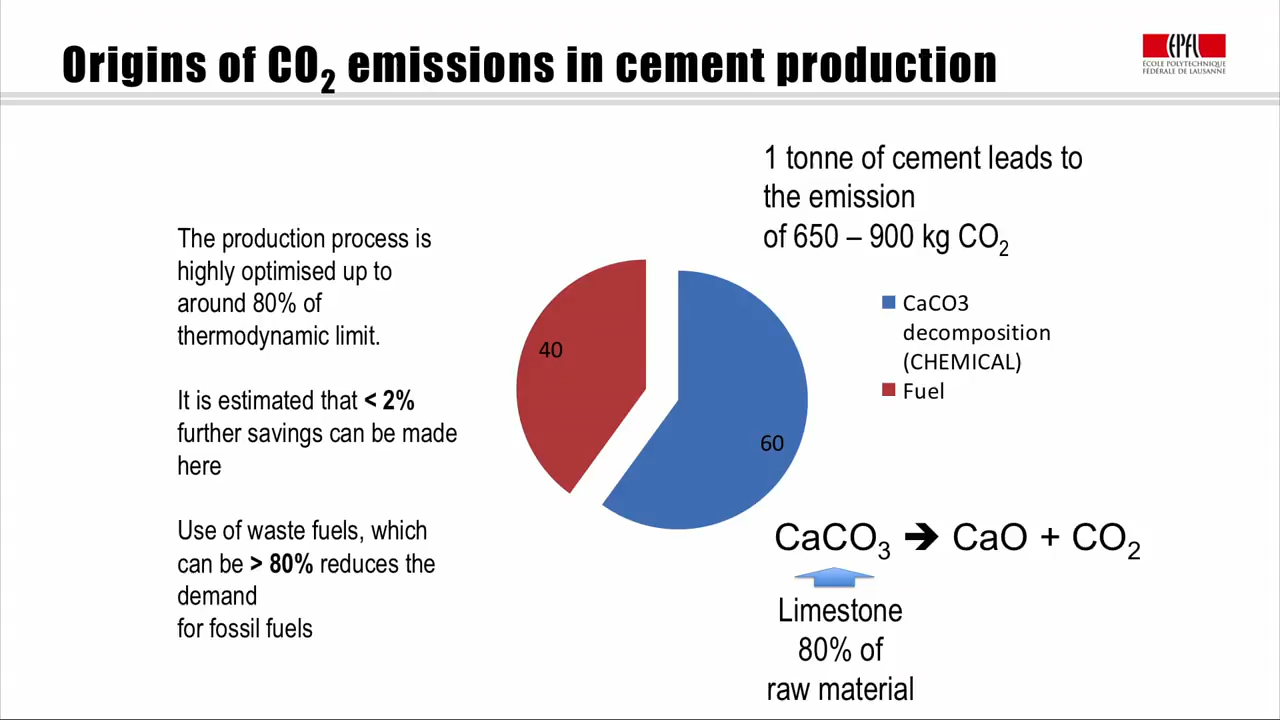 Origins of CO₂ emissions in cement production
EPFL
ÉCOLE POLYTECHNIQUE
FÉDÉRALE DE LAUSANNE
1 tonne of cement leads to
the emission
of 650 – 900 kg CO₂
The production process is
highly optimised up to
around 80% of
thermodynamic limit.
It is estimated that < 2%
further savings can be made
here
Use of waste fuels, which
can be > 80% reduces the
demand
for fossil fuels
40
60
CaCO3
decomposition
(CHEMICAL)
Fuel
CaCO₃ ➔ CaO + CO₂
Limestone
80% of
raw material